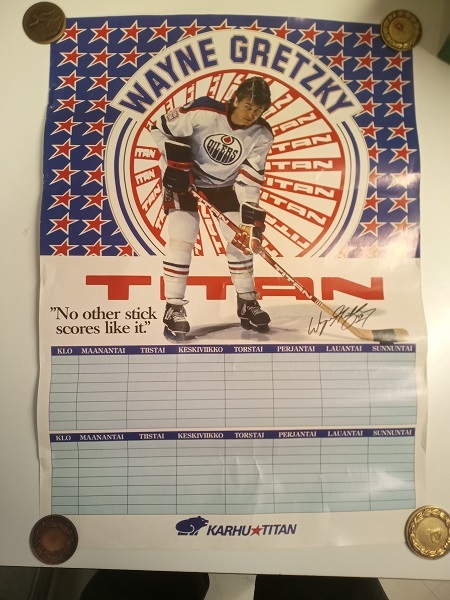 WAYNE GRETZKY
TITAN
OILERS
TITAN
"No other stick
scores like it."
KLO MAANANTAI TIISTAI KESKIVIIKKO TORSTAI PERJANTAI LAUANTAI SUNNUNTAI
KLO MAANANTAI TIISTAI KESKIVIIKKO TORSTAI PERJANTAI LAUANTAI SUNNUNTAI
KARHU★TITAN